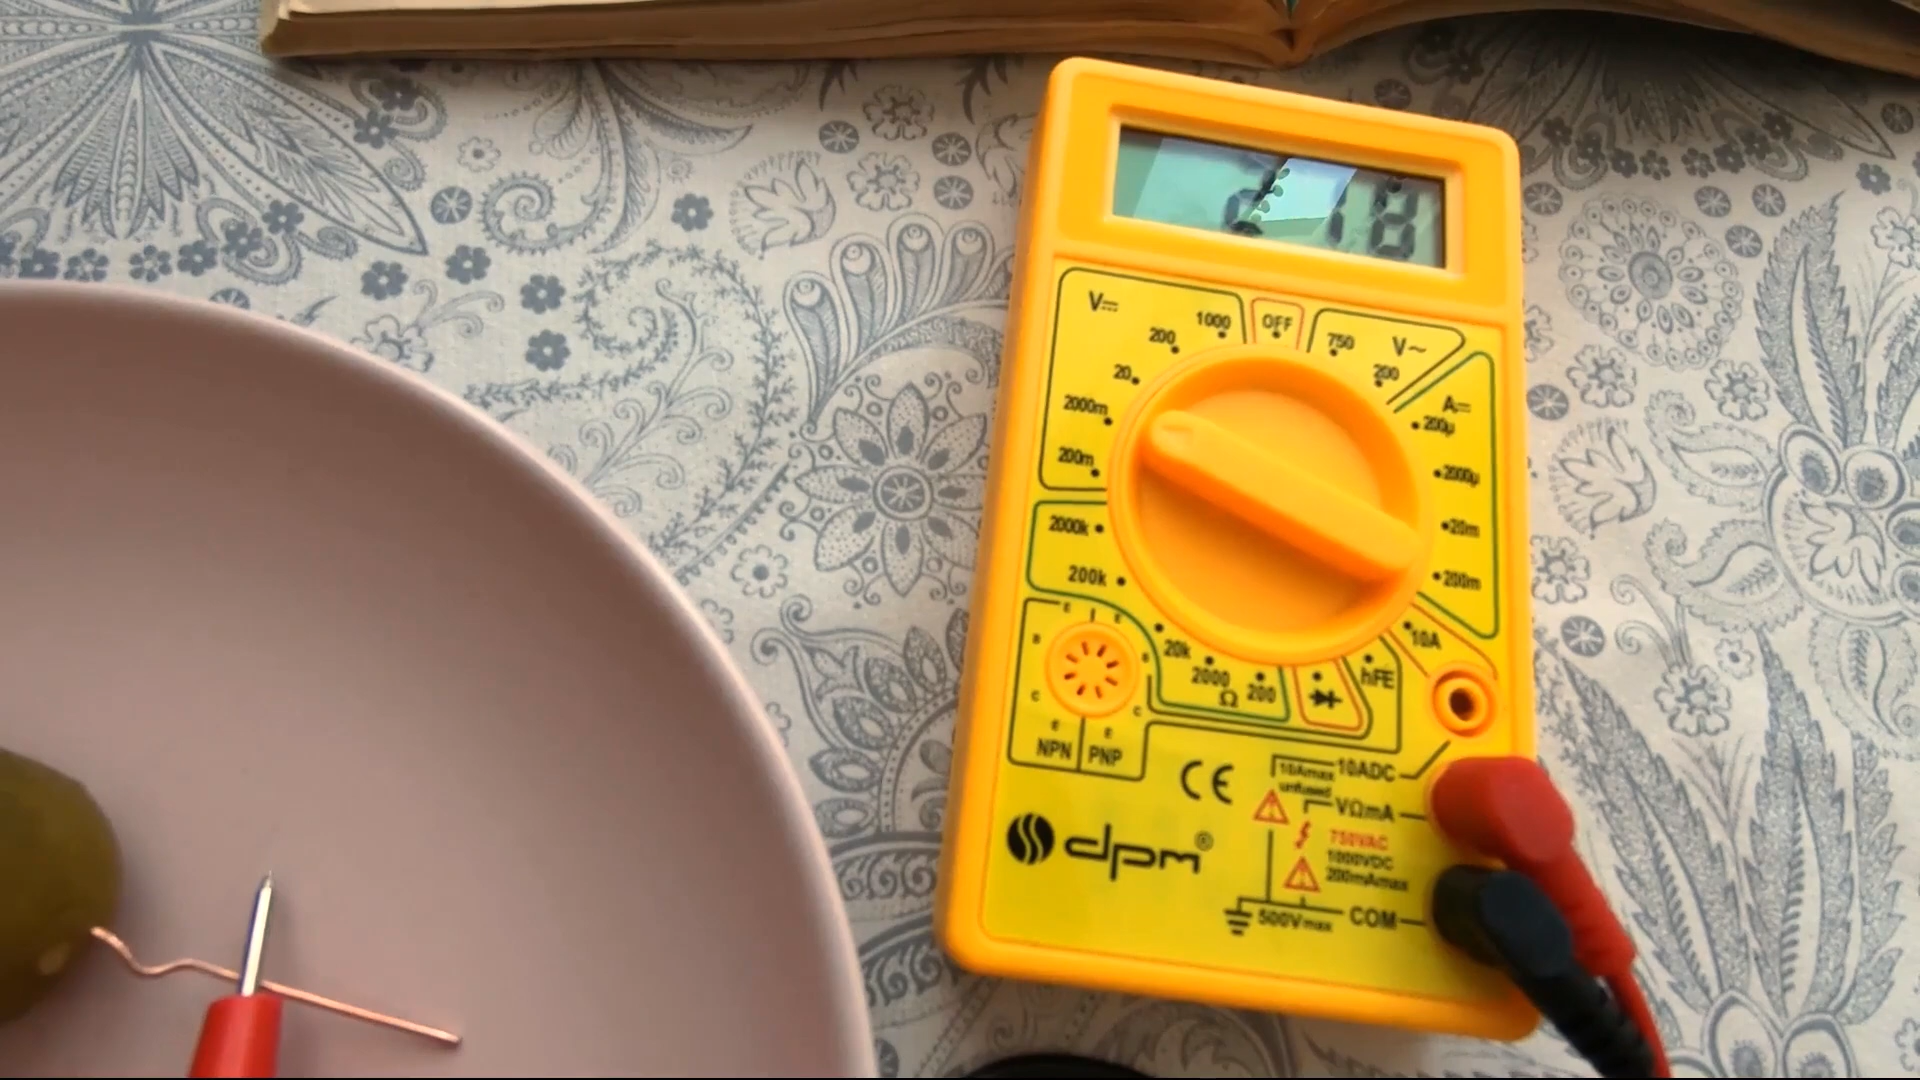 V⎓
1000
OFF
750
V~
200
200
20
A⎓
2000m
200µ
200m
2000µ
2000k
20m
200k
200m
E
E
B
B
10A
20k
2000
Ω
200
hFE
C
C
E
E
NPN
PNP
CE
10Amax
unfused
10ADC
VΩmA
750VAC
1000VDC
200mAmax
dpm®
500Vmax
COM